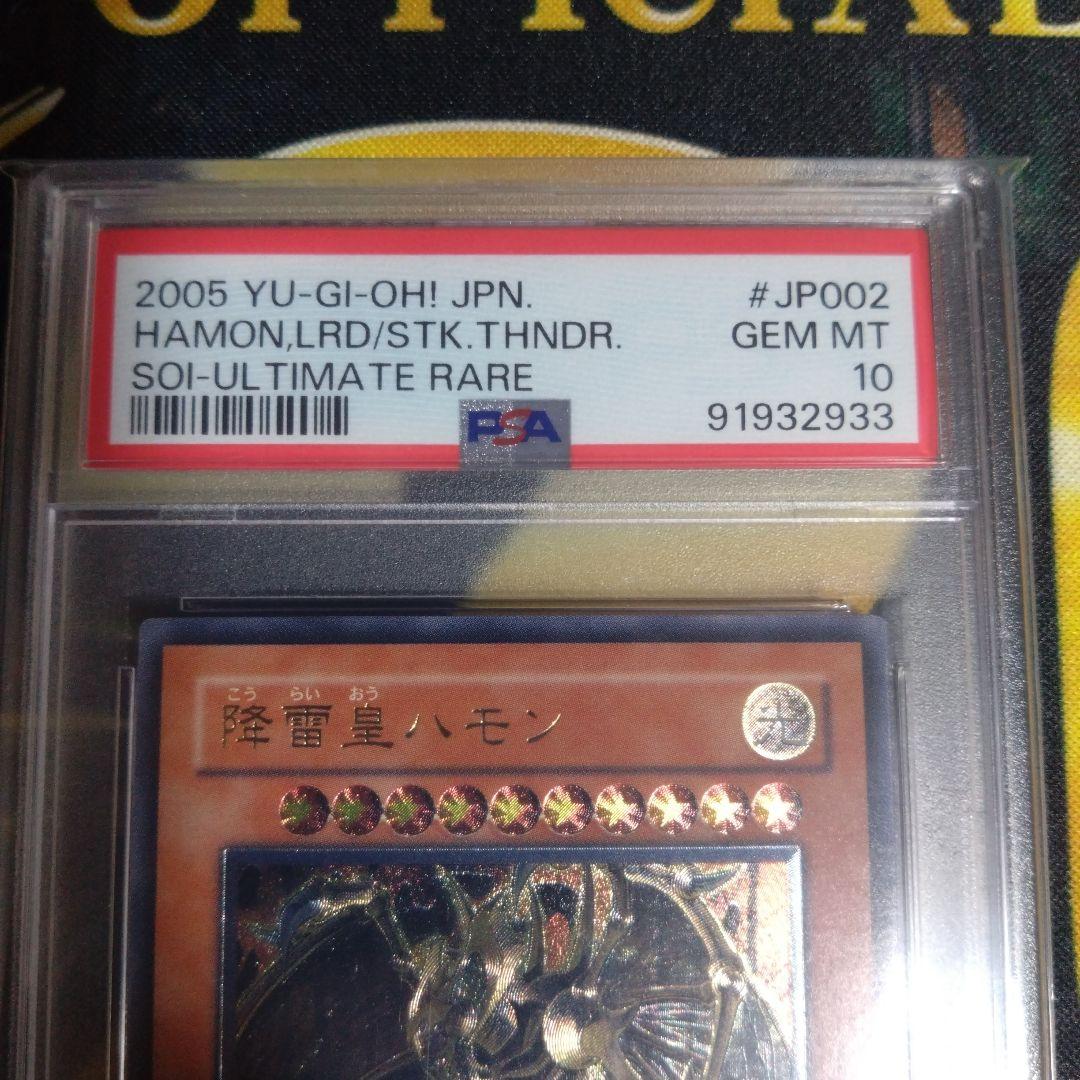 OFFICIAL
2005 YU-GI-OH! JPN. #JP002
HAMON,LRD/STK.THNDR. GEM MT
SOI-ULTIMATE RARE 10
PSA 91932933
こう らい おう
降雷皇ハモン
光